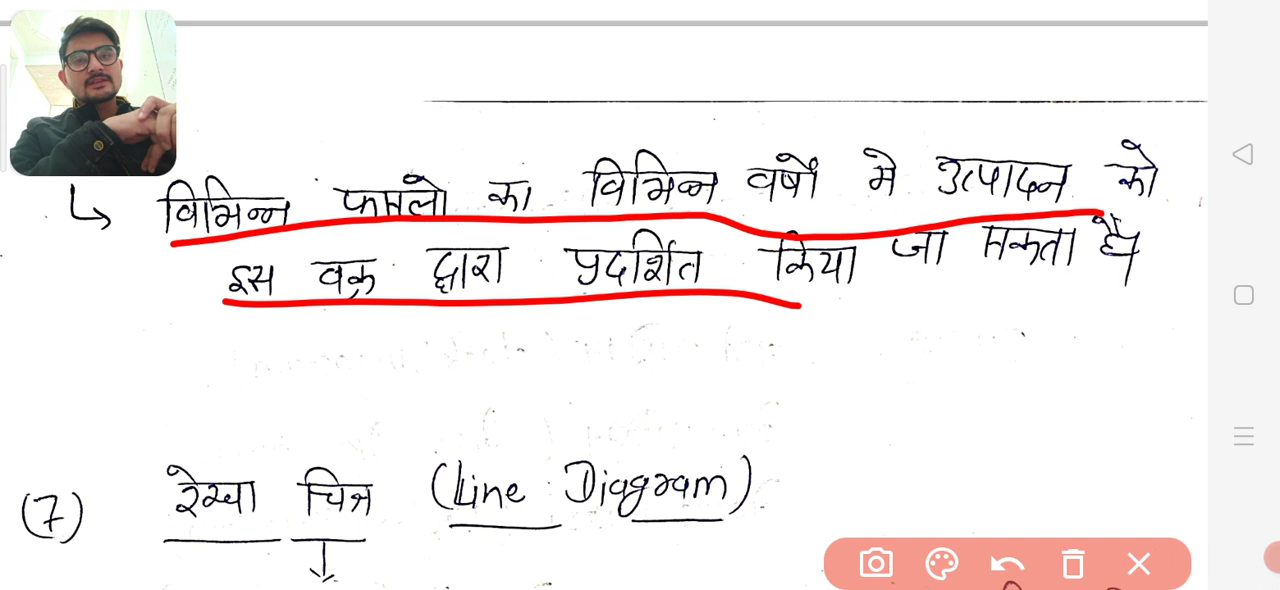 ↳ विभिन्न फसलो का विभिन्न वर्षों मे उत्पादन को
इस वक्र द्वारा प्रदर्शित किया जा सकता है।
(7) रेखा चित्र (Line Diagram)